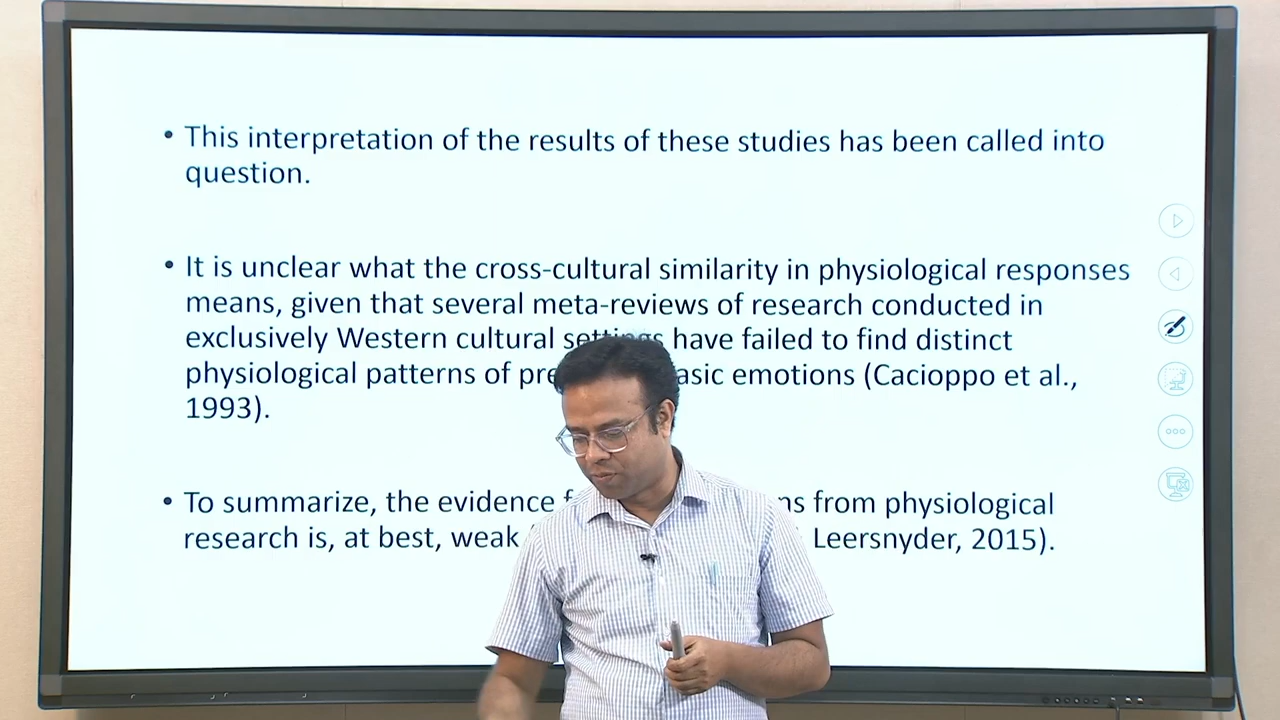 • This interpretation of the results of these studies has been called into
question.
• It is unclear what the cross-cultural similarity in physiological responses
means, given that several meta-reviews of research conducted in
exclusively Western cultural settings have failed to find distinct
physiological patterns of asic emotions (Cacioppo et al.,
1993).
• To summarize, the evidence from physiological
research is, at best, weak Leersnyder, 2015).